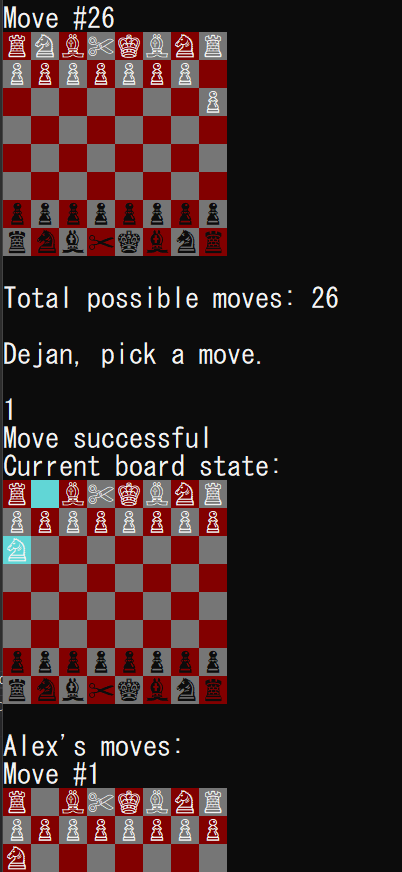 Move #26
Total possible moves: 26
Dejan, pick a move.
1
Move successful
Current board state:
Alex's moves:
Move #1